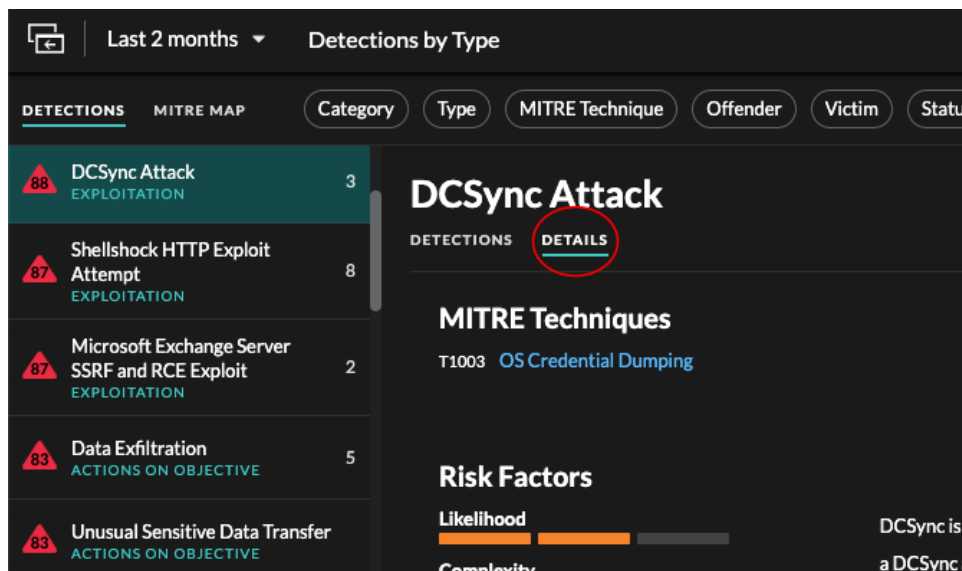 Last 2 months
Detections by Type
DETECTIONS
MITRE MAP
Category
Type
MITRE Technique
Offender
Victim
Statu
88
DCSync Attack
3
EXPLOITATION
87
Shellshock HTTP Exploit
Attempt
8
EXPLOITATION
87
Microsoft Exchange Server
SSRF and RCE Exploit
2
EXPLOITATION
83
Data Exfiltration
5
ACTIONS ON OBJECTIVE
83
Unusual Sensitive Data Transfer
ACTIONS ON OBJECTIVE
DCSync Attack
DETECTIONS
DETAILS
MITRE Techniques
T1003 OS Credential Dumping
Risk Factors
Likelihood
Complexity
DCSync is
a DCSync